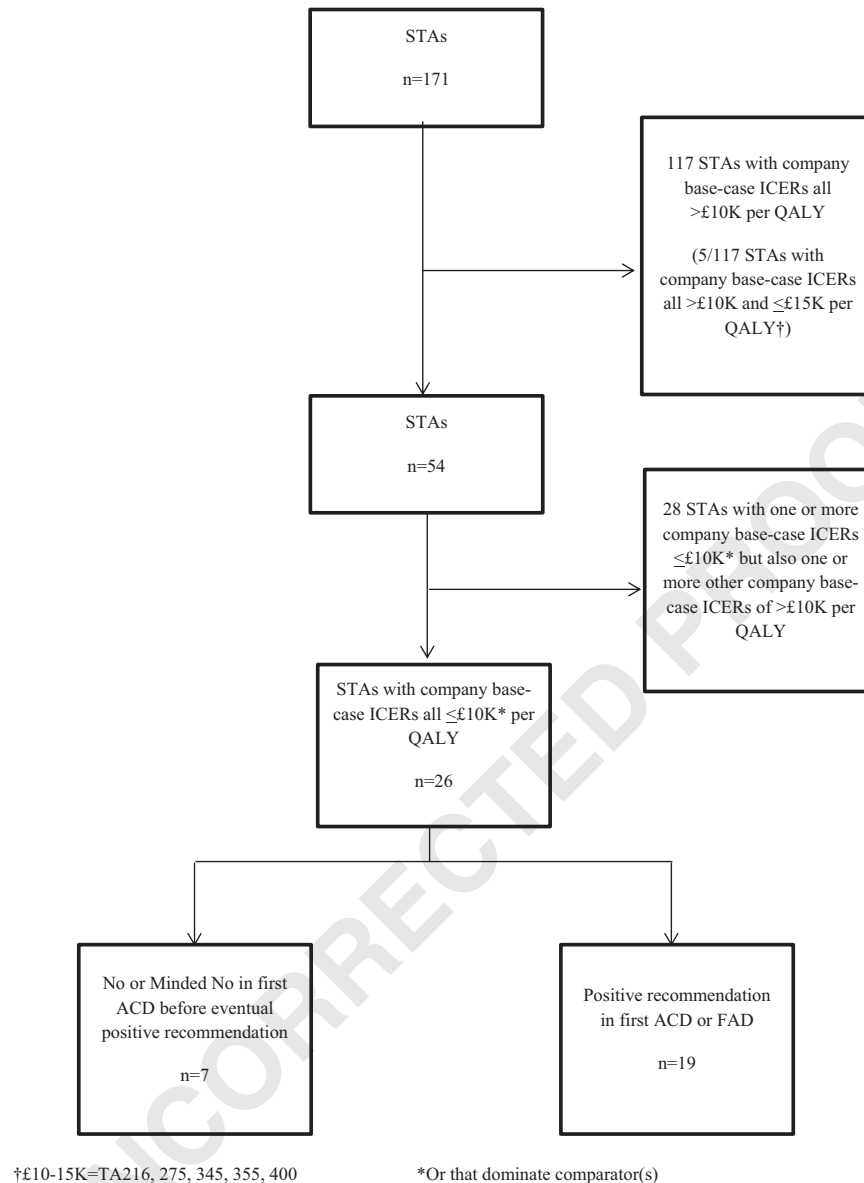 STAs
n=171
117 STAs with company
base-case ICERs all
>£10K per QALY
(5/117 STAs with
company base-case ICERs
all >£10K and ≤£15K per
QALY†)
STAs
n=54
28 STAs with one or more
company base-case ICERs
≤£10K* but also one or
more other company base-
case ICERs of >£10K per
QALY
STAs with company base-
case ICERs all ≤£10K* per
QALY
n=26
No or Minded No in first
ACD before eventual
positive recommendation
n=7
Positive recommendation
in first ACD or FAD
n=19
†£10-15K=TA216, 275, 345, 355, 400
*Or that dominate comparator(s)
NCORRECTED PROO